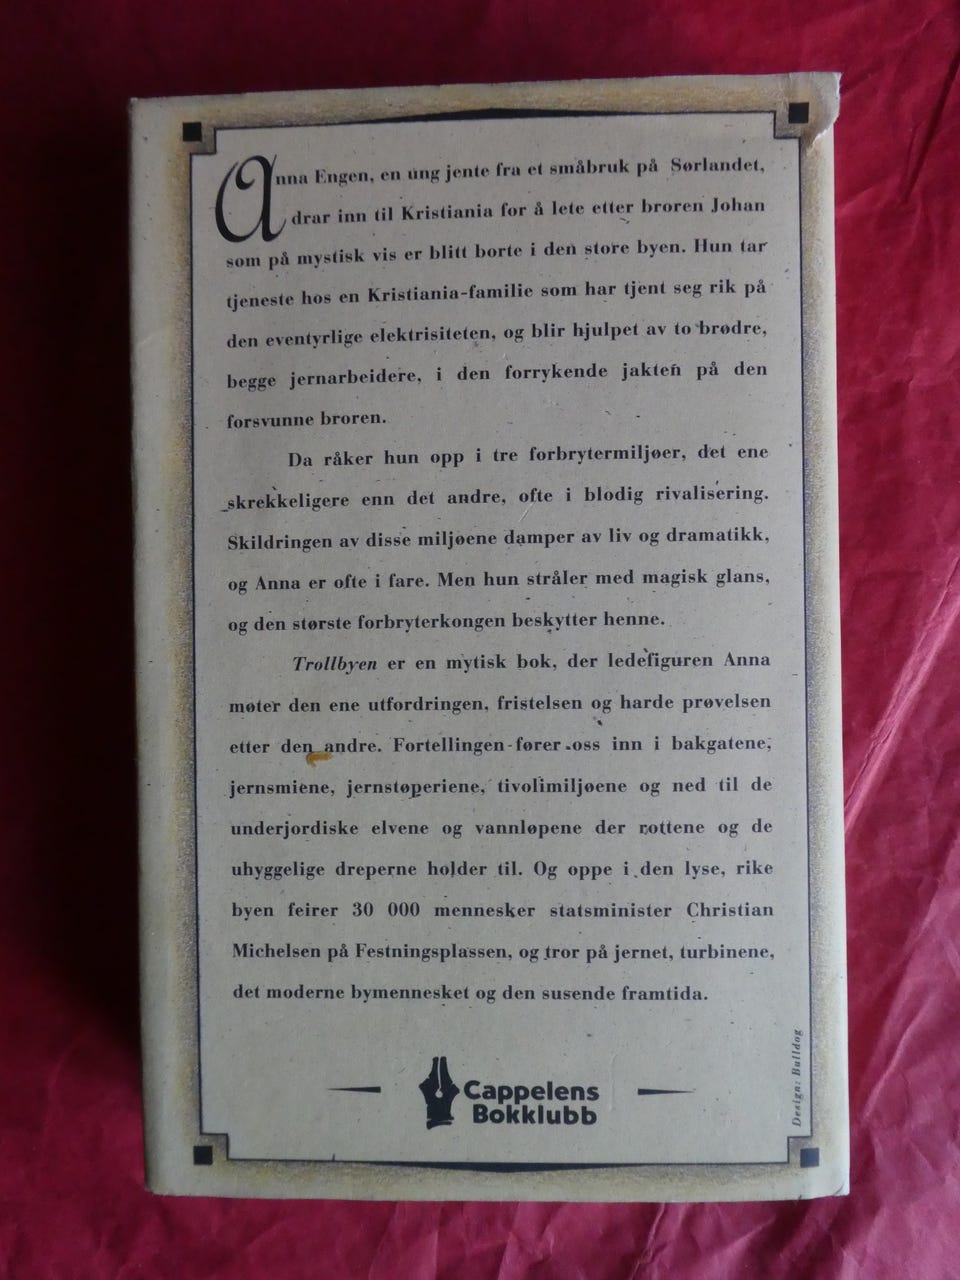 Anna Engen, en ung jente fra et småbruk på Sørlandet,
drar inn til Kristiania for å lete etter broren Johan
som på mystisk vis er blitt borte i den store byen. Hun tar
tjeneste hos en Kristiania-familie som har tjent seg rik på
den eventyrlige elektrisiteten, og blir hjulpet av to brødre,
begge jernarbeidere, i den forrykende jakten på den
forsvunne broren.
Da råker hun opp i tre forbrytermiljøer, det ene
skrekkeligere enn det andre, ofte i blodig rivalisering.
Skildringen av disse miljøene damper av liv og dramatikk,
og Anna er ofte i fare. Men hun stråler med magisk glans,
og den største forbryterkongen beskytter henne.
Trollbyen er en mytisk bok, der ledefiguren Anna
møter den ene utfordringen, fristelsen og harde prøvelsen
etter den andre. Fortellingen fører oss inn i bakgatene,
jernsmiene, jernstøperiene, tivolimiljøene og ned til de
underjordiske elvene og vannløpene der rottene og de
uhyggelige dreperne holder til. Og oppe i den lyse, rike
byen feirer 30 000 mennesker statsminister Christian
Michelsen på Festningsplassen, og tror på jernet, turbinene,
det moderne bymennesket og den susende framtida.
Cappelens
Bokklubb
Design: Bulldog